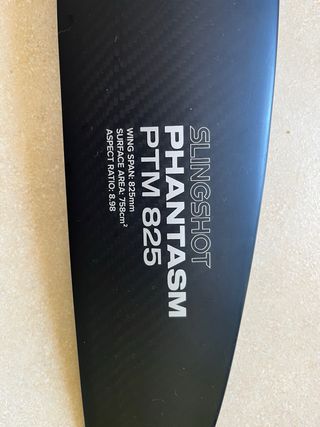 SLINGSHOT
PHANTASM
PTM 825
WING SPAN: 825mm
SURFACE AREA: 758cm²
ASPECT RATIO: 8.98